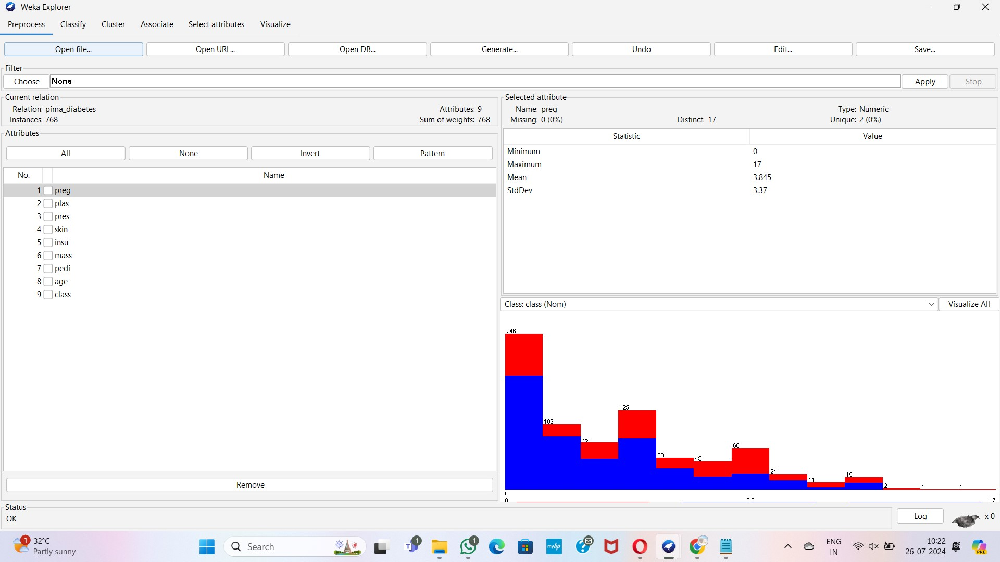 Weka Explorer
Preprocess Classify Cluster Associate Select attributes Visualize
Open file... Open URL... Open DB... Generate... Undo Edit... Save...
Filter
Choose None Apply Stop
Current relation
Relation: pima_diabetes Attributes: 9
Instances: 768 Sum of weights: 768
Attributes
All None Invert Pattern
No. Name
1 preg
2 plas
3 pres
4 skin
5 insu
6 mass
7 pedi
8 age
9 class
Remove
Selected attribute
Name: preg Type: Numeric
Missing: 0 (0%) Distinct: 17 Unique: 2 (0%)
Statistic Value
Minimum 0
Maximum 17
Mean 3.845
StdDev 3.37
Class: class (Nom) Visualize All
246
103
75
125
50
45
66
24
11
19
2
1
1
0 8.5 17
Status
OK
Log x 0
1
32°C
Partly sunny
Search
T
1
1
myhp
?
ENG
IN
10:22
26-07-2024
PRE